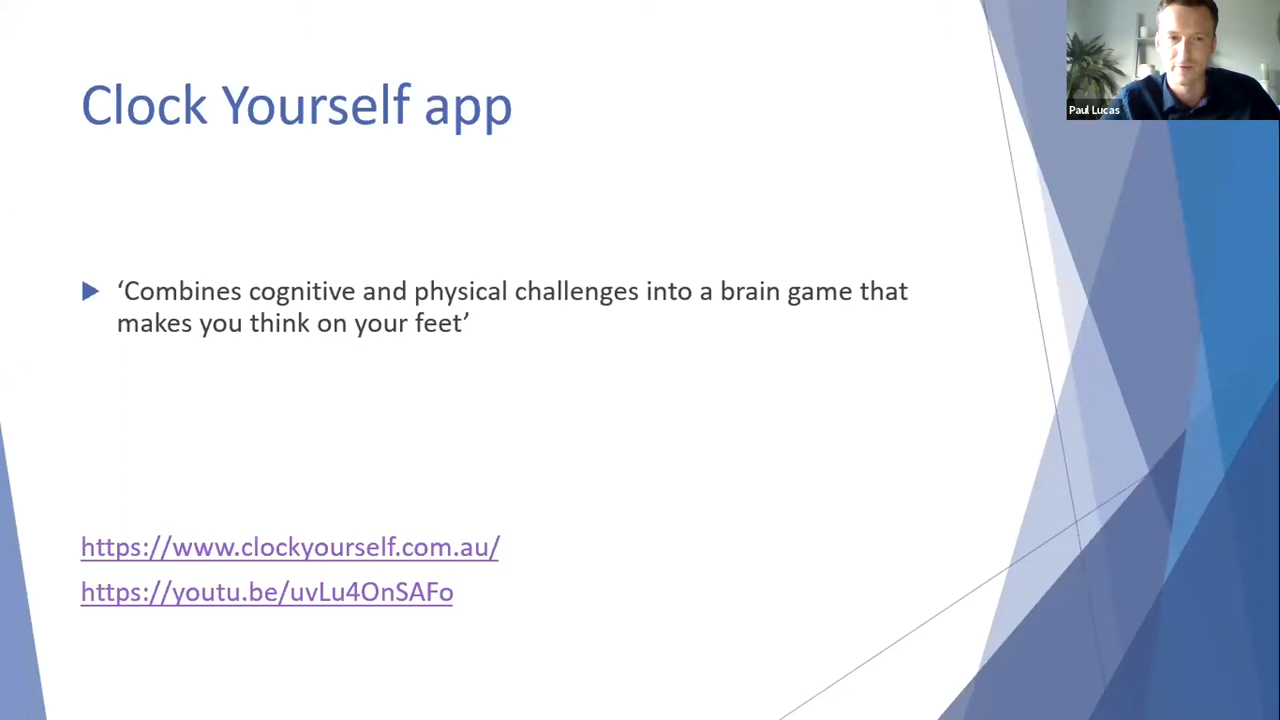 Clock Yourself app
Paul Lucas
‘Combines cognitive and physical challenges into a brain game that
makes you think on your feet’
https://www.clockyourself.com.au/
https://youtu.be/uvLu4OnSAFo